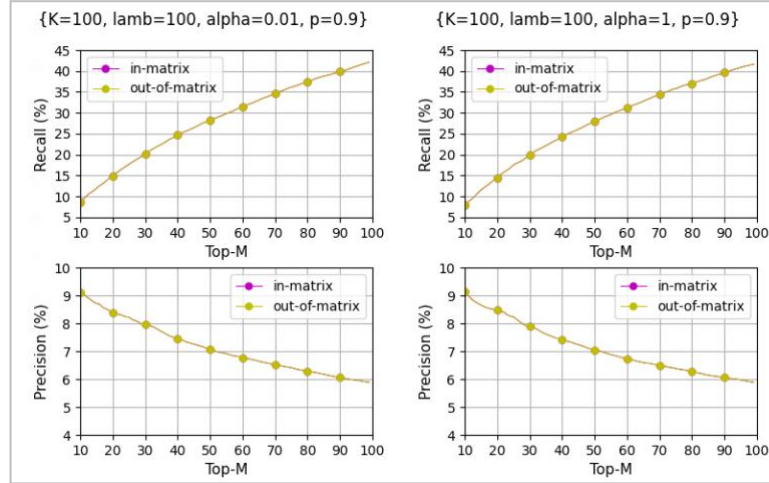 {K=100, lamb=100, alpha=0.01, p=0.9}
45
40
35
30
25
20
15
10
5
Recall (%)
in-matrix
out-of-matrix
10 20 30 40 50 60 70 80 90 100
Top-M
{K=100, lamb=100, alpha=1, p=0.9}
45
40
35
30
25
20
15
10
5
Recall (%)
in-matrix
out-of-matrix
10 20 30 40 50 60 70 80 90 100
Top-M
10
9
8
7
6
5
4
Precision (%)
in-matrix
out-of-matrix
10 20 30 40 50 60 70 80 90 100
Top-M
10
9
8
7
6
5
4
Precision (%)
in-matrix
out-of-matrix
10 20 30 40 50 60 70 80 90 100
Top-M